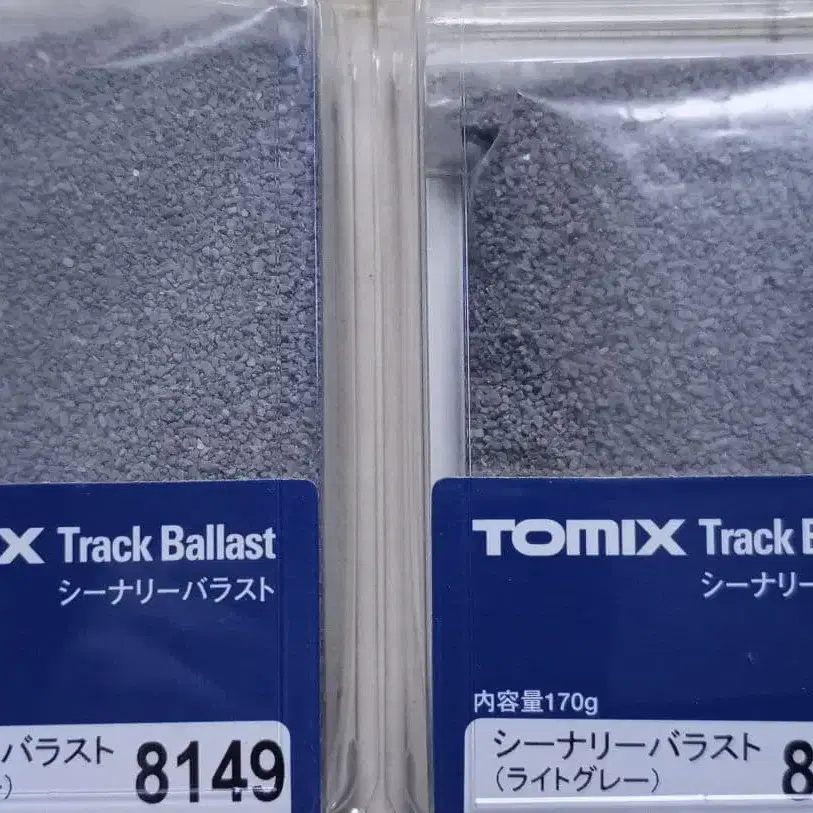 X Track Ballast
シーナリーバラスト
バラスト 8149
TOMIX Track B
シーナリー
内容量170g
シーナリーバラスト 8
（ライトグレー）